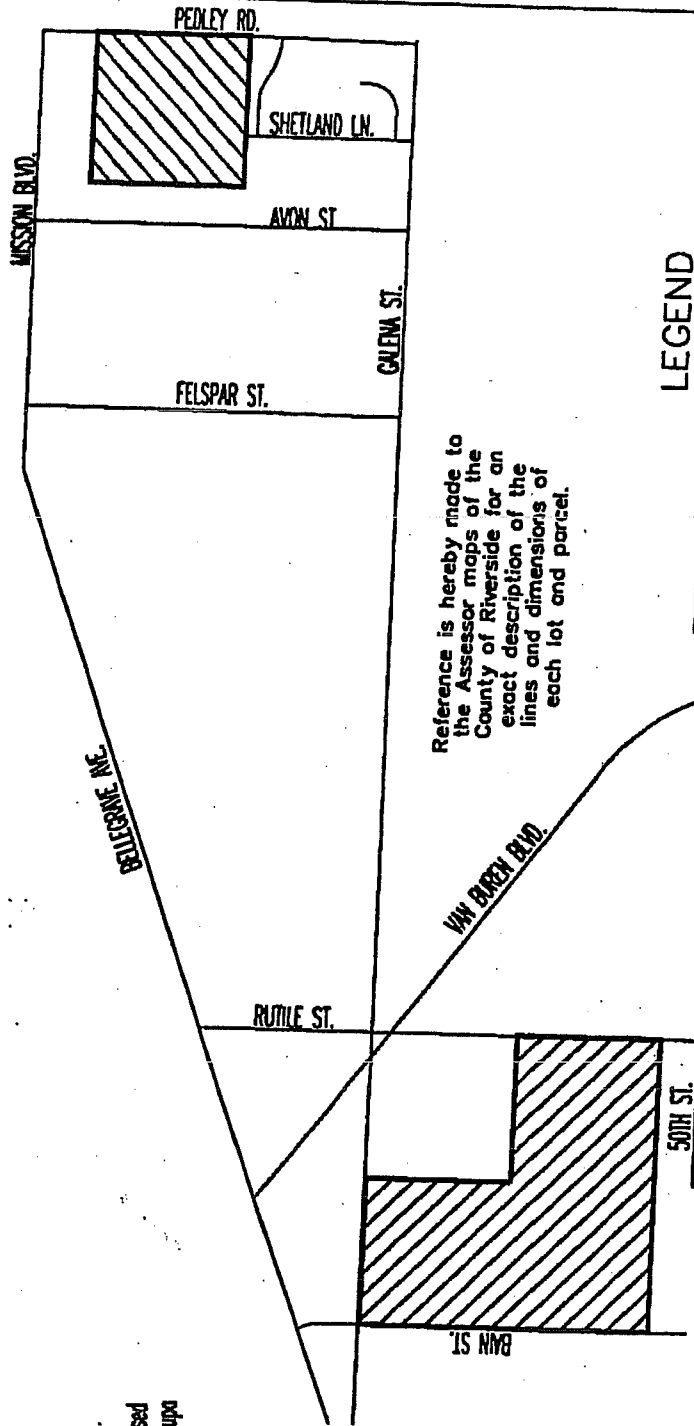 PEDLEY RD.
MISSION BLVD.
SHETLAND LN.
AVON ST
GALENA ST.
FELSPAR ST.
LEGEND
Reference is hereby made to
the Assessor maps of the
County of Riverside for an
exact description of the
lines and dimensions of
each lot and parcel.
BELLEGRAVE AVE.
VAN BUREN BLVD.
RUTILE ST.
50TH ST.
BAIN ST.
sed
upa